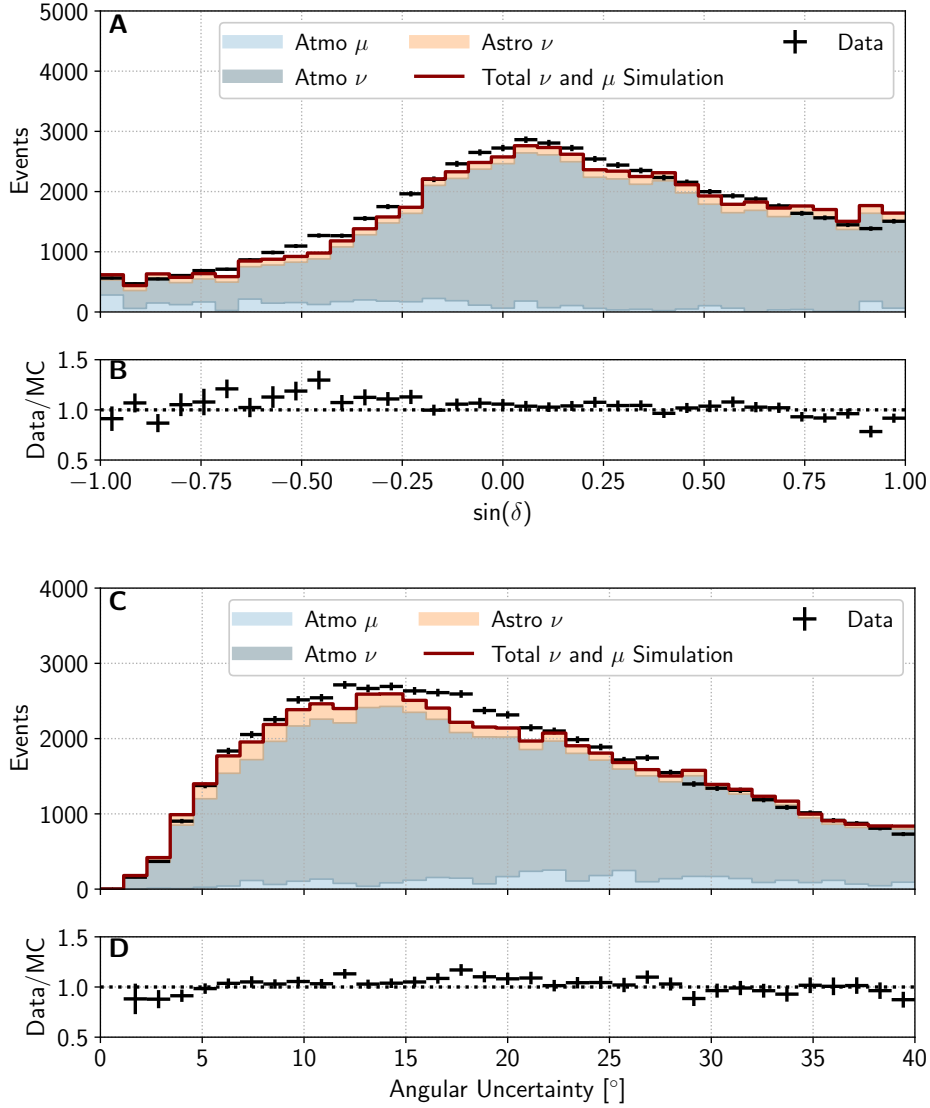 5000
A
Atmo μ Astro ν Data
Atmo ν Total ν and μ Simulation
4000
3000
Events
2000
1000
0
1.5
B
Data/MC
1.0
0.5
−1.00 −0.75 −0.50 −0.25 0.00 0.25 0.50 0.75 1.00
sin(δ)
4000
C
Atmo μ Astro ν Data
Atmo ν Total ν and μ Simulation
3000
Events
2000
1000
0
1.5
D
Data/MC
1.0
0.5
0 5 10 15 20 25 30 35 40
Angular Uncertainty [°]